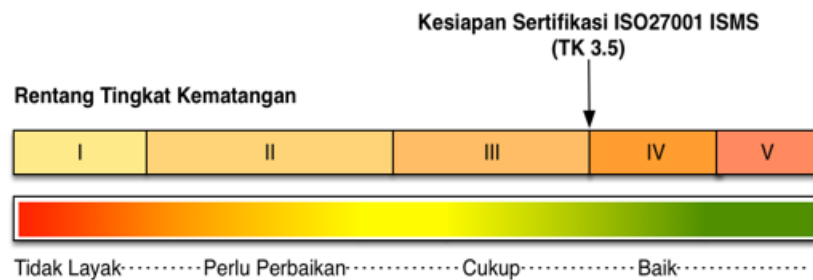 Kesiapan Sertifikasi ISO27001 ISMS
(TK 3.5)
Rentang Tingkat Kematangan
I II III IV V
Tidak Layak··········Perlu Perbaikan··············Cukup··············Baik················